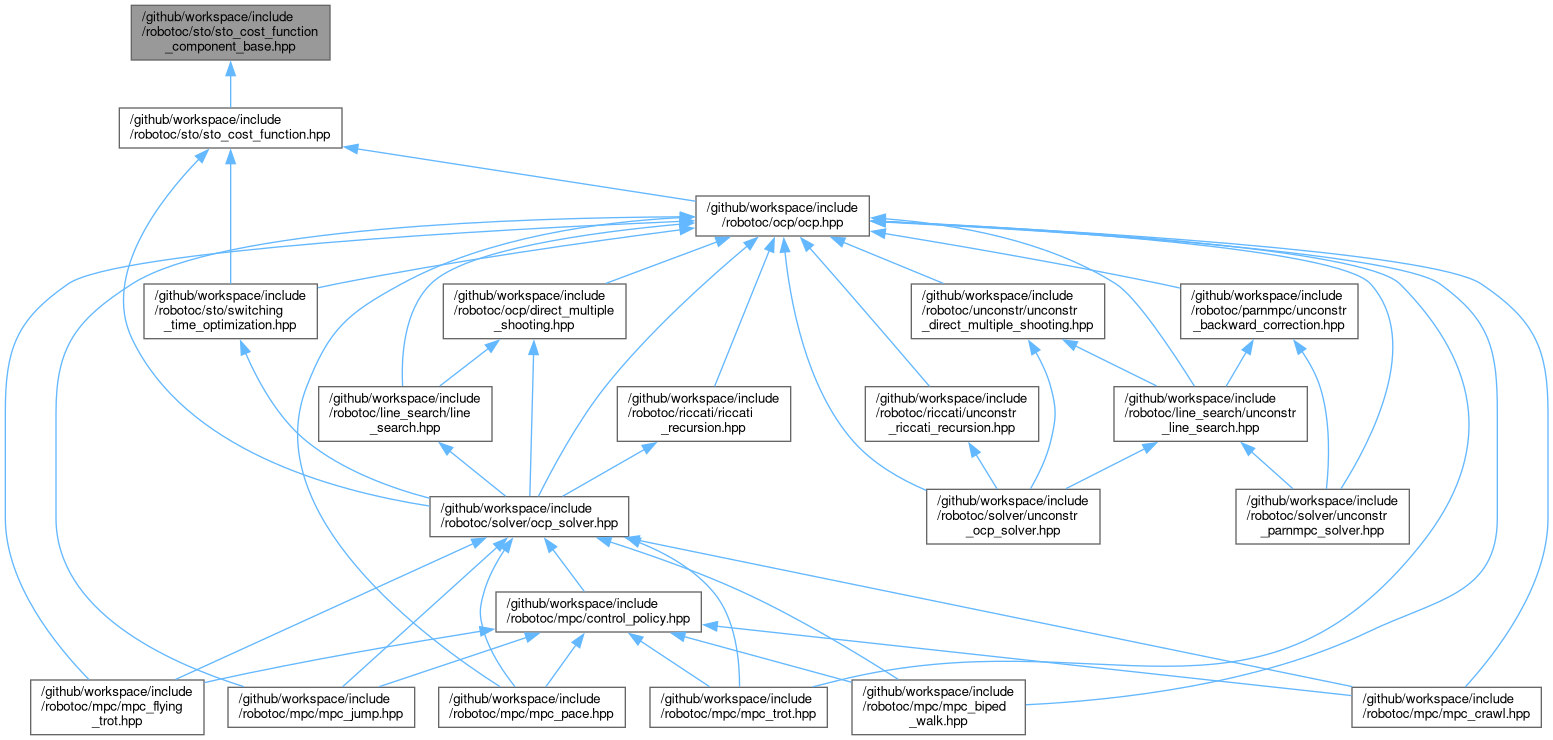 /github/workspace/include
/robotoc/sto/sto_cost_function
_component_base.hpp
/github/workspace/include
/robotoc/sto/sto_cost_function.hpp
/github/workspace/include
/robotoc/ocp/ocp.hpp
/github/workspace/include
/robotoc/sto/switching
_time_optimization.hpp
/github/workspace/include
/robotoc/ocp/direct_multiple
_shooting.hpp
/github/workspace/include
/robotoc/unconstr/unconstr
_direct_multiple_shooting.hpp
/github/workspace/include
/robotoc/parnmpc/unconstr
_backward_correction.hpp
/github/workspace/include
/robotoc/line_search/line
_search.hpp
/github/workspace/include
/robotoc/riccati/riccati
_recursion.hpp
/github/workspace/include
/robotoc/riccati/unconstr
_riccati_recursion.hpp
/github/workspace/include
/robotoc/line_search/unconstr
_line_search.hpp
/github/workspace/include
/robotoc/solver/ocp_solver.hpp
/github/workspace/include
/robotoc/solver/unconstr
_ocp_solver.hpp
/github/workspace/include
/robotoc/solver/unconstr
_parnmpc_solver.hpp
/github/workspace/include
/robotoc/mpc/control_policy.hpp
/github/workspace/include
/robotoc/mpc/mpc_flying
_trot.hpp
/github/workspace/include
/robotoc/mpc/mpc_jump.hpp
/github/workspace/include
/robotoc/mpc/mpc_pace.hpp
/github/workspace/include
/robotoc/mpc/mpc_trot.hpp
/github/workspace/include
/robotoc/mpc/mpc_biped
_walk.hpp
/github/workspace/include
/robotoc/mpc/mpc_crawl.hpp